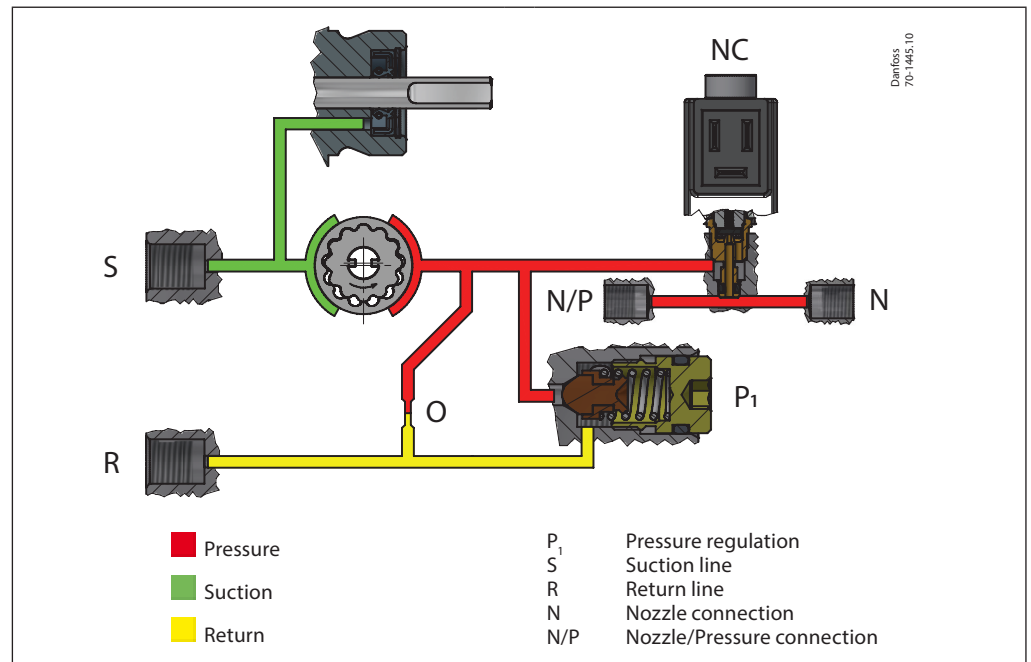 NC
Danfoss
70-1445.10
S
N/P
N
P₁
O
R
Pressure
Suction
Return
P₁ Pressure regulation
S Suction line
R Return line
N Nozzle connection
N/P Nozzle/Pressure connection